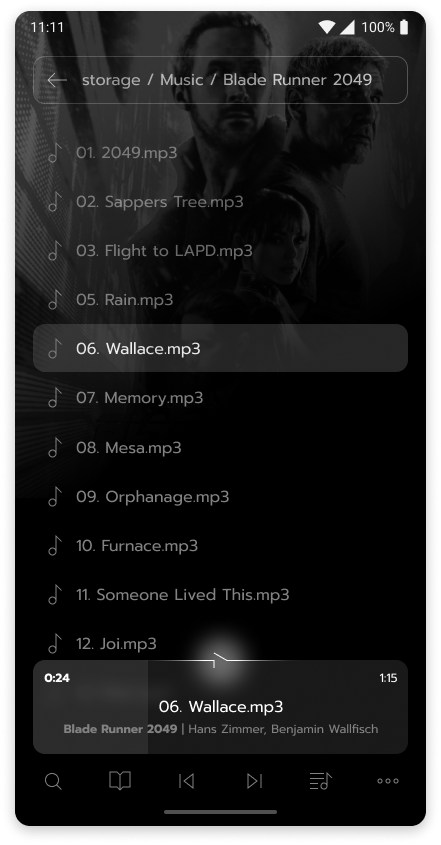 11:11 100%
storage / Music / Blade Runner 2049
01. 2049.mp3
02. Sappers Tree.mp3
03. Flight to LAPD.mp3
05. Rain.mp3
06. Wallace.mp3
07. Memory.mp3
08. Mesa.mp3
09. Orphanage.mp3
10. Furnace.mp3
11. Someone Lived This.mp3
12. Joi.mp3
0:24 1:15
06. Wallace.mp3
Blade Runner 2049 | Hans Zimmer, Benjamin Wallfisch